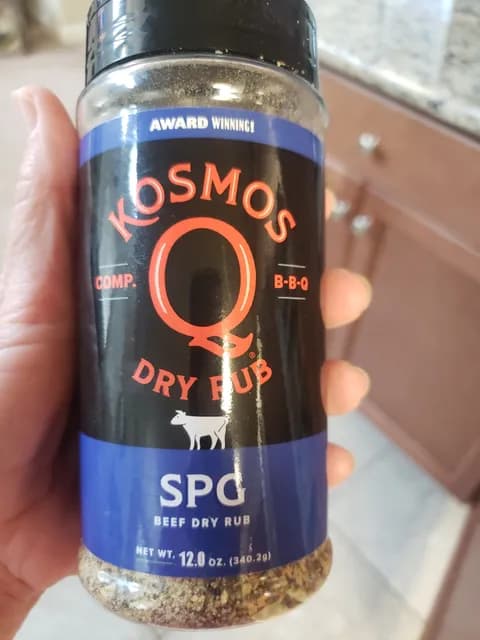 AWARD WINNING!
KOSMOS
Q
COMP. B-B-Q
DRY RUB®
SPG
BEEF DRY RUB
NET WT. 12.0 OZ. (340.2g)